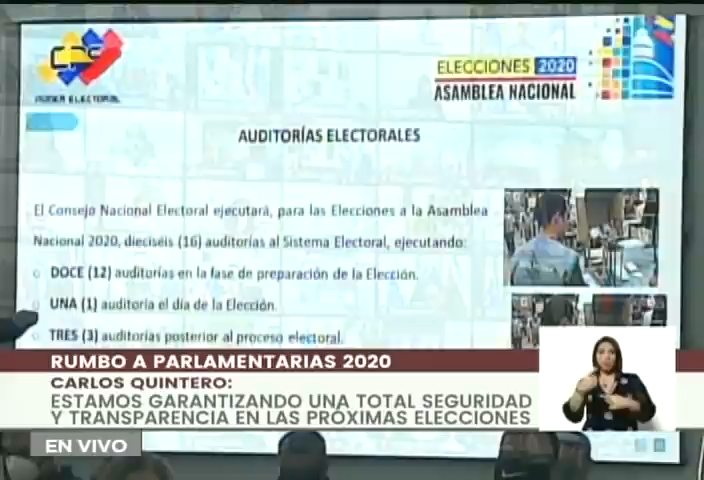 CNE
PODER ELECTORAL
ELECCIONES 2020
ASAMBLEA NACIONAL
AUDITORÍAS ELECTORALES
El Consejo Nacional Electoral ejecutará, para las Elecciones a la Asamblea
Nacional 2020, dieciséis (16) auditorías al Sistema Electoral, ejecutando:
DOCE (12) auditorías en la fase de preparación de la Elección.
UNA (1) auditoría el día de la Elección.
TRES (3) auditorías posterior al proceso electoral.
RUMBO A PARLAMENTARIAS 2020
CARLOS QUINTERO:
ESTAMOS GARANTIZANDO UNA TOTAL SEGURIDAD
Y TRANSPARENCIA EN LAS PRÓXIMAS ELECCIONES
EN VIVO